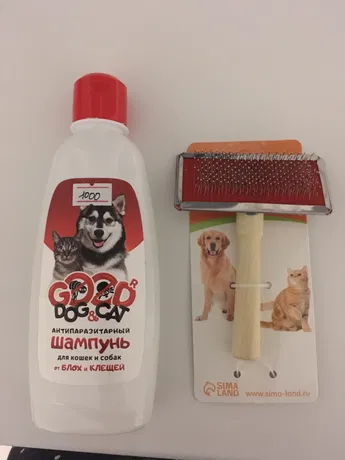 1000
GOOD
DOG&CAT
АНТИПАРАЗИТАРНЫЙ
ШАМПУНЬ
для кошек и собак
от БЛОХ и КЛЕЩЕЙ
SIMA
LAND
www.sima-land.ru